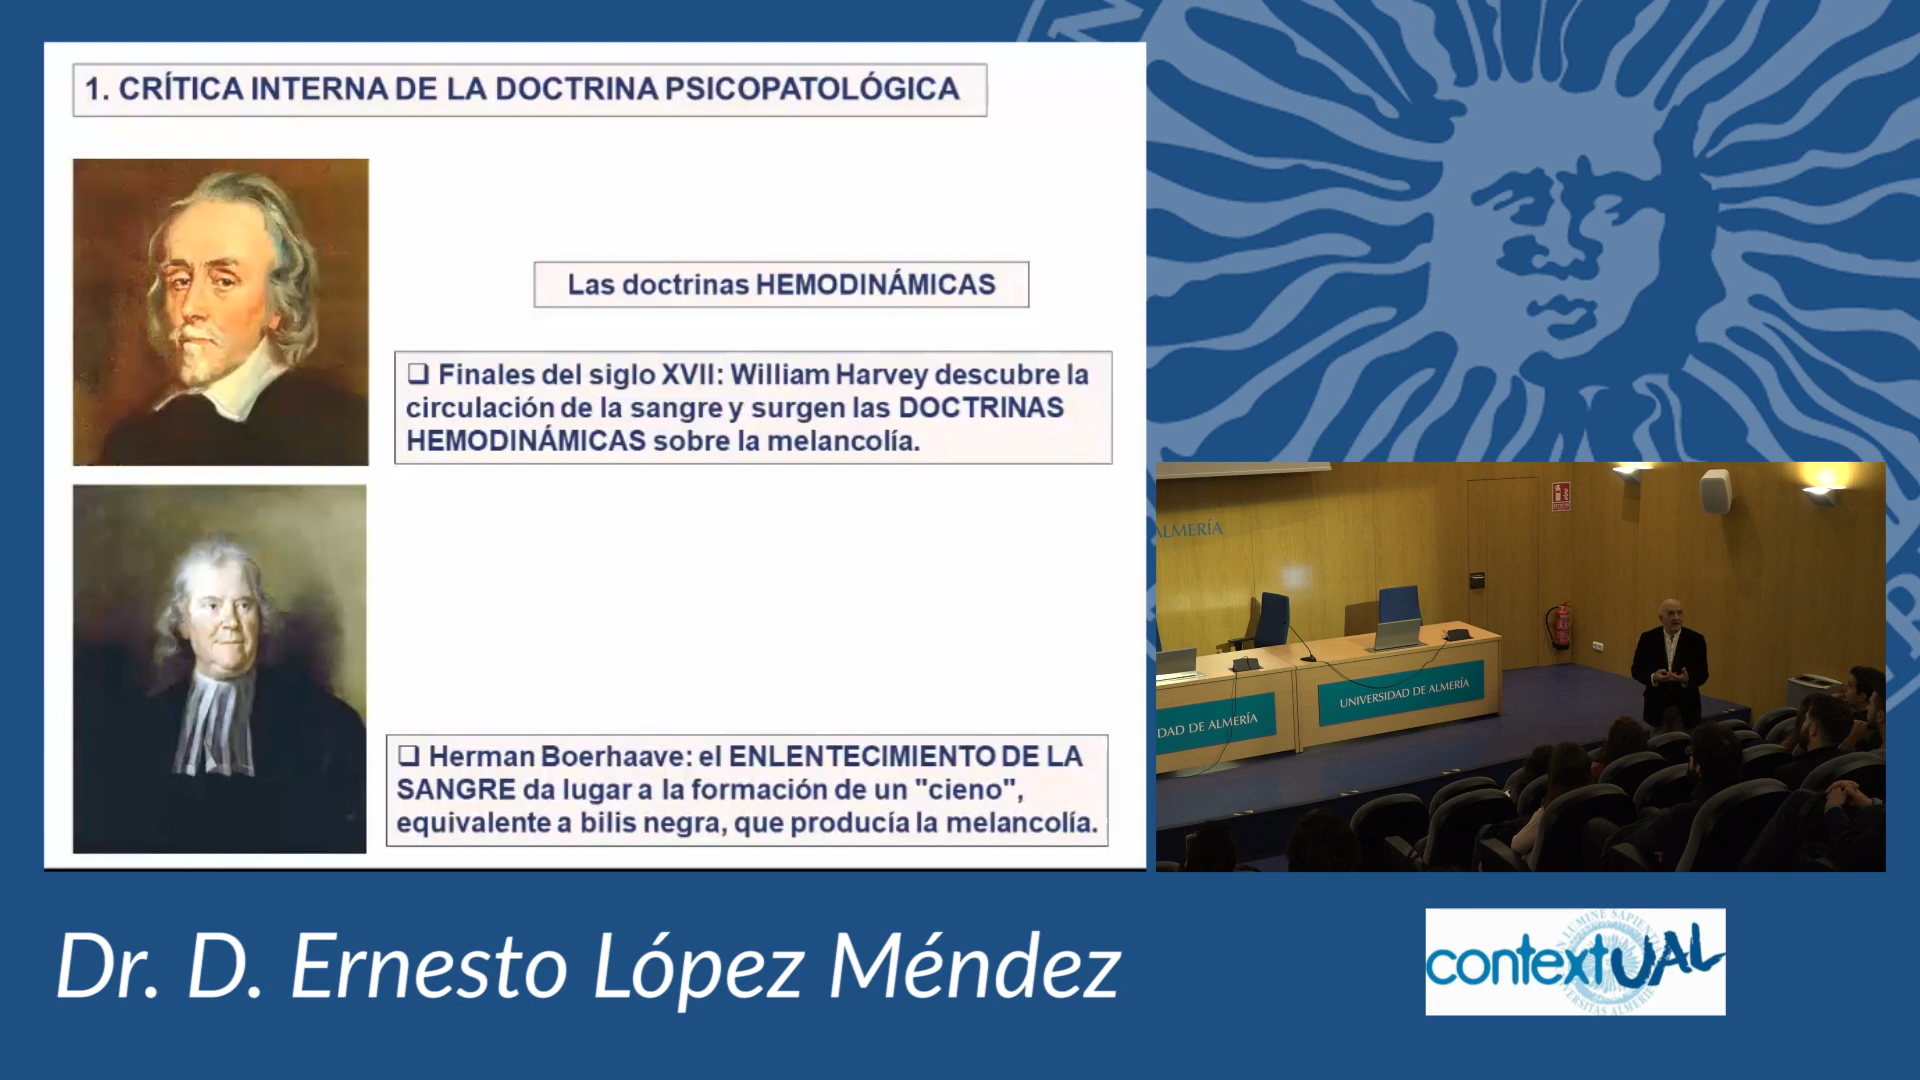 1. CRÍTICA INTERNA DE LA DOCTRINA PSICOPATOLÓGICA
Las doctrinas HEMODINÁMICAS
❑ Finales del siglo XVII: William Harvey descubre la
circulación de la sangre y surgen las DOCTRINAS
HEMODINÁMICAS sobre la melancolía.
❑ Herman Boerhaave: el ENLENTECIMIENTO DE LA
SANGRE da lugar a la formación de un "cieno",
equivalente a bilis negra, que producía la melancolía.
ALMERÍA
DAD DE ALMERÍA
UNIVERSIDAD DE ALMERÍA
Dr. D. Ernesto López Méndez
contextUAL